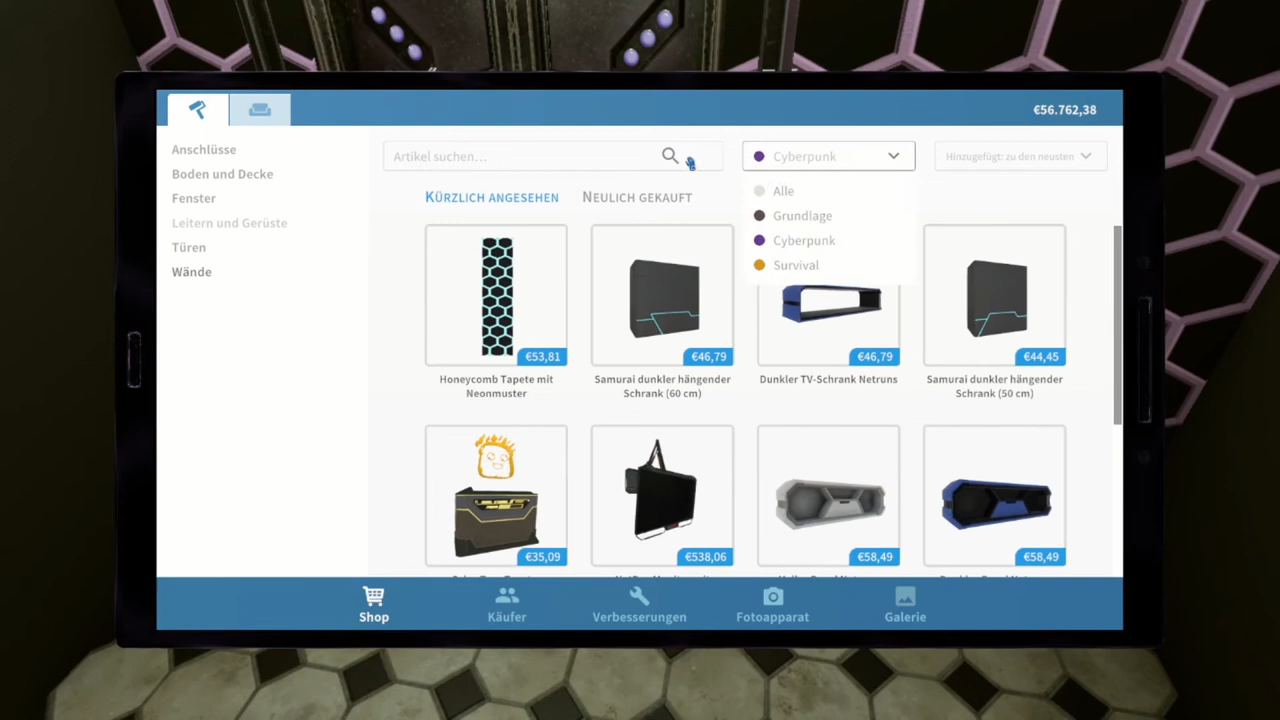 €56.762,38
Anschlüsse
Boden und Decke
Fenster
Leitern und Gerüste
Türen
Wände
Artikel suchen...
Cyberpunk
Hinzugefügt: zu den neusten
Alle
Grundlage
Cyberpunk
Survival
KÜRZLICH ANGESEHEN
NEULICH GEKAUFT
€53,81
€46,79
€46,79
€44,45
Honeycomb Tapete mit
Neonmuster
Samurai dunkler hängender
Schrank (60 cm)
Dunkler TV-Schrank Netruns
Samurai dunkler hängender
Schrank (50 cm)
€35,09
€538,06
€58,49
€58,49
Shop
Käufer
Verbesserungen
Fotoapparat
Galerie